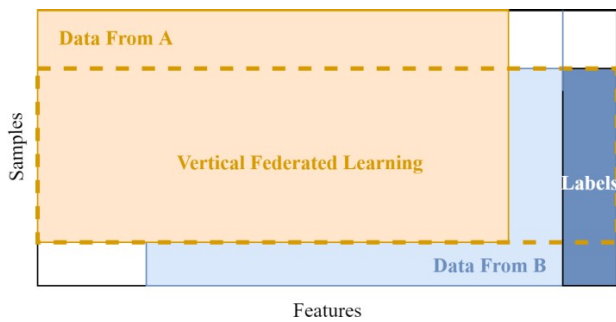 Data From A
Samples
Vertical Federated Learning
Labels
Data From B
Features